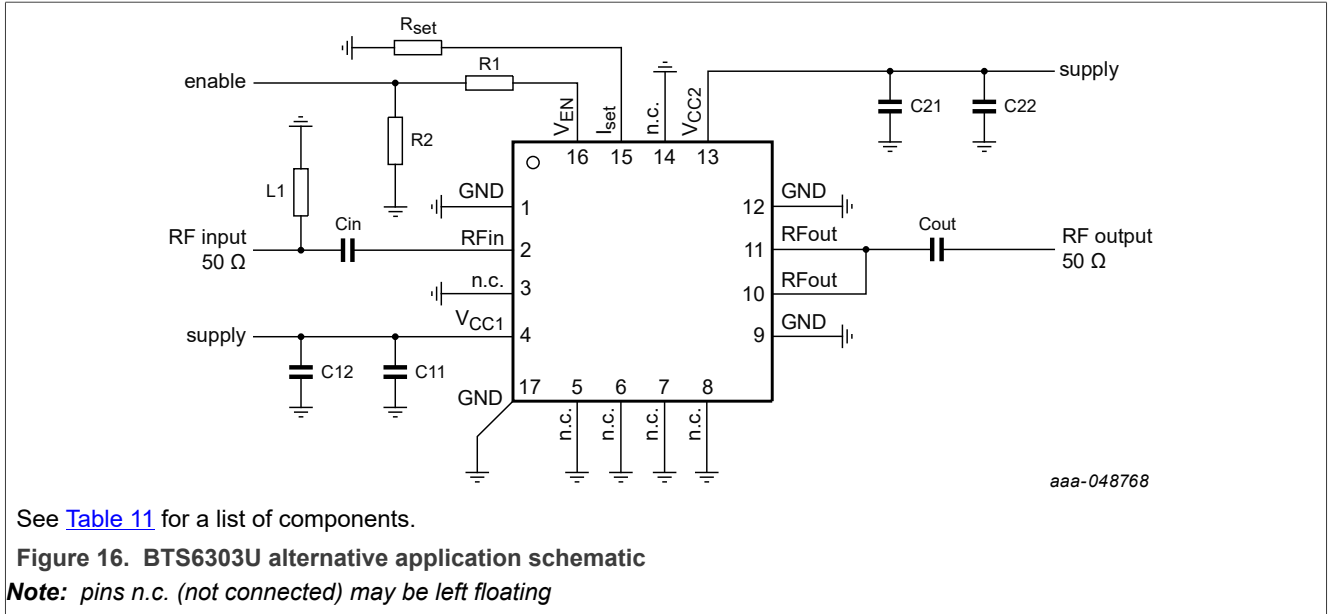 Rset
enable
R1
supply
C21
C22
R2
VEN
Iset
n.c.
VCC2
16
15
14
13
L1
GND
1
12
GND
RF input
50 Ω
Cin
RFin
2
11
RFout
Cout
RF output
50 Ω
n.c.
3
10
RFout
supply
VCC1
4
9
GND
C12
C11
GND
17
5
6
7
8
n.c.
n.c.
n.c.
n.c.
aaa-048768
See Table 11 for a list of components.
Figure 16. BTS6303U alternative application schematic
Note: pins n.c. (not connected) may be left floating